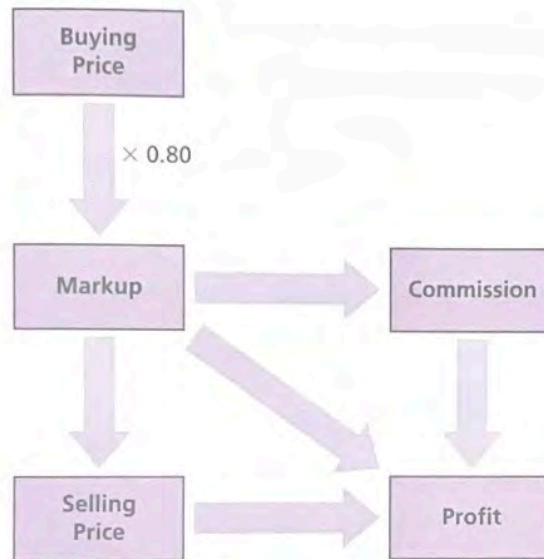 Buying
Price
× 0.80
Markup
Commission
Selling
Price
Profit